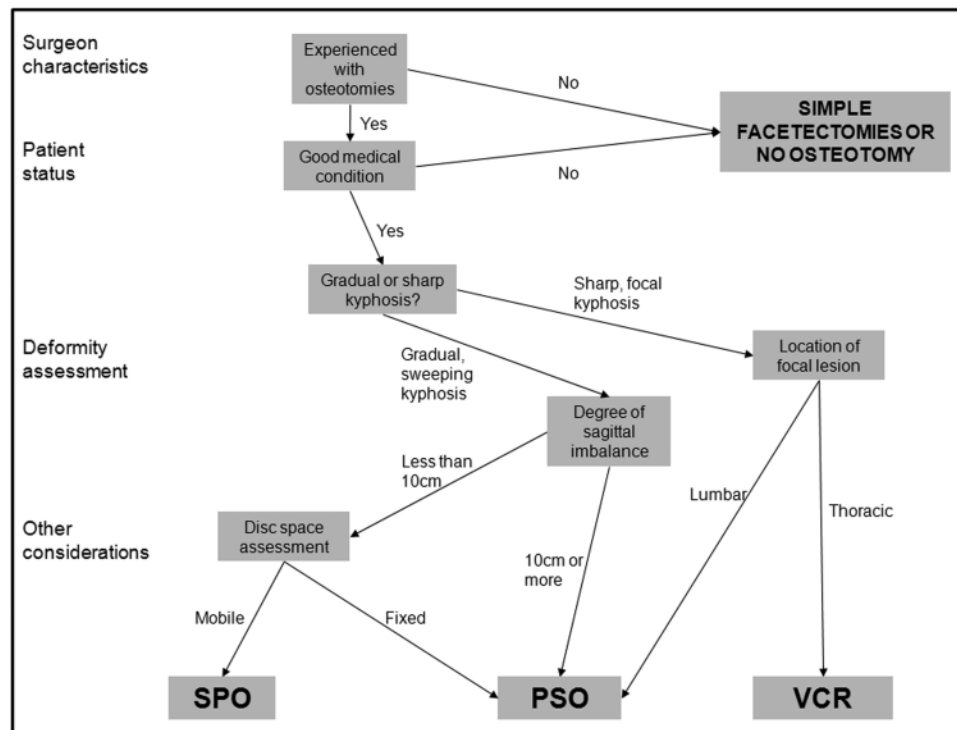 Surgeon
characteristics
Experienced
with
osteotomies
No
SIMPLE
FACETECTOMIES OR
NO OSTEOTOMY
Yes
Patient
status
Good medical
condition
No
Yes
Gradual or sharp
kyphosis?
Sharp, focal
kyphosis
Deformity
assessment
Gradual,
sweeping
kyphosis
Location of
focal lesion
Degree of
sagittal
imbalance
Less than
10cm
Lumbar
Thoracic
Other
considerations
Disc space
assessment
10cm or
more
Mobile
Fixed
SPO
PSO
VCR